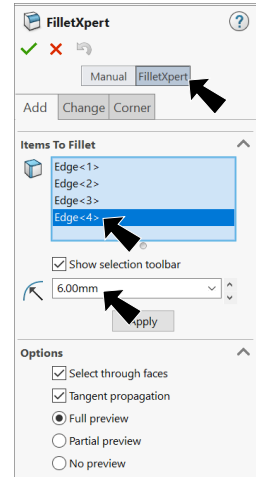 FilletXpert
?
Manual FilletXpert
Add Change Corner
Items To Fillet
Edge<1>
Edge<2>
Edge<3>
Edge<4>
Show selection toolbar
6.00mm
Apply
Options
Select through faces
Tangent propagation
Full preview
Partial preview
No preview